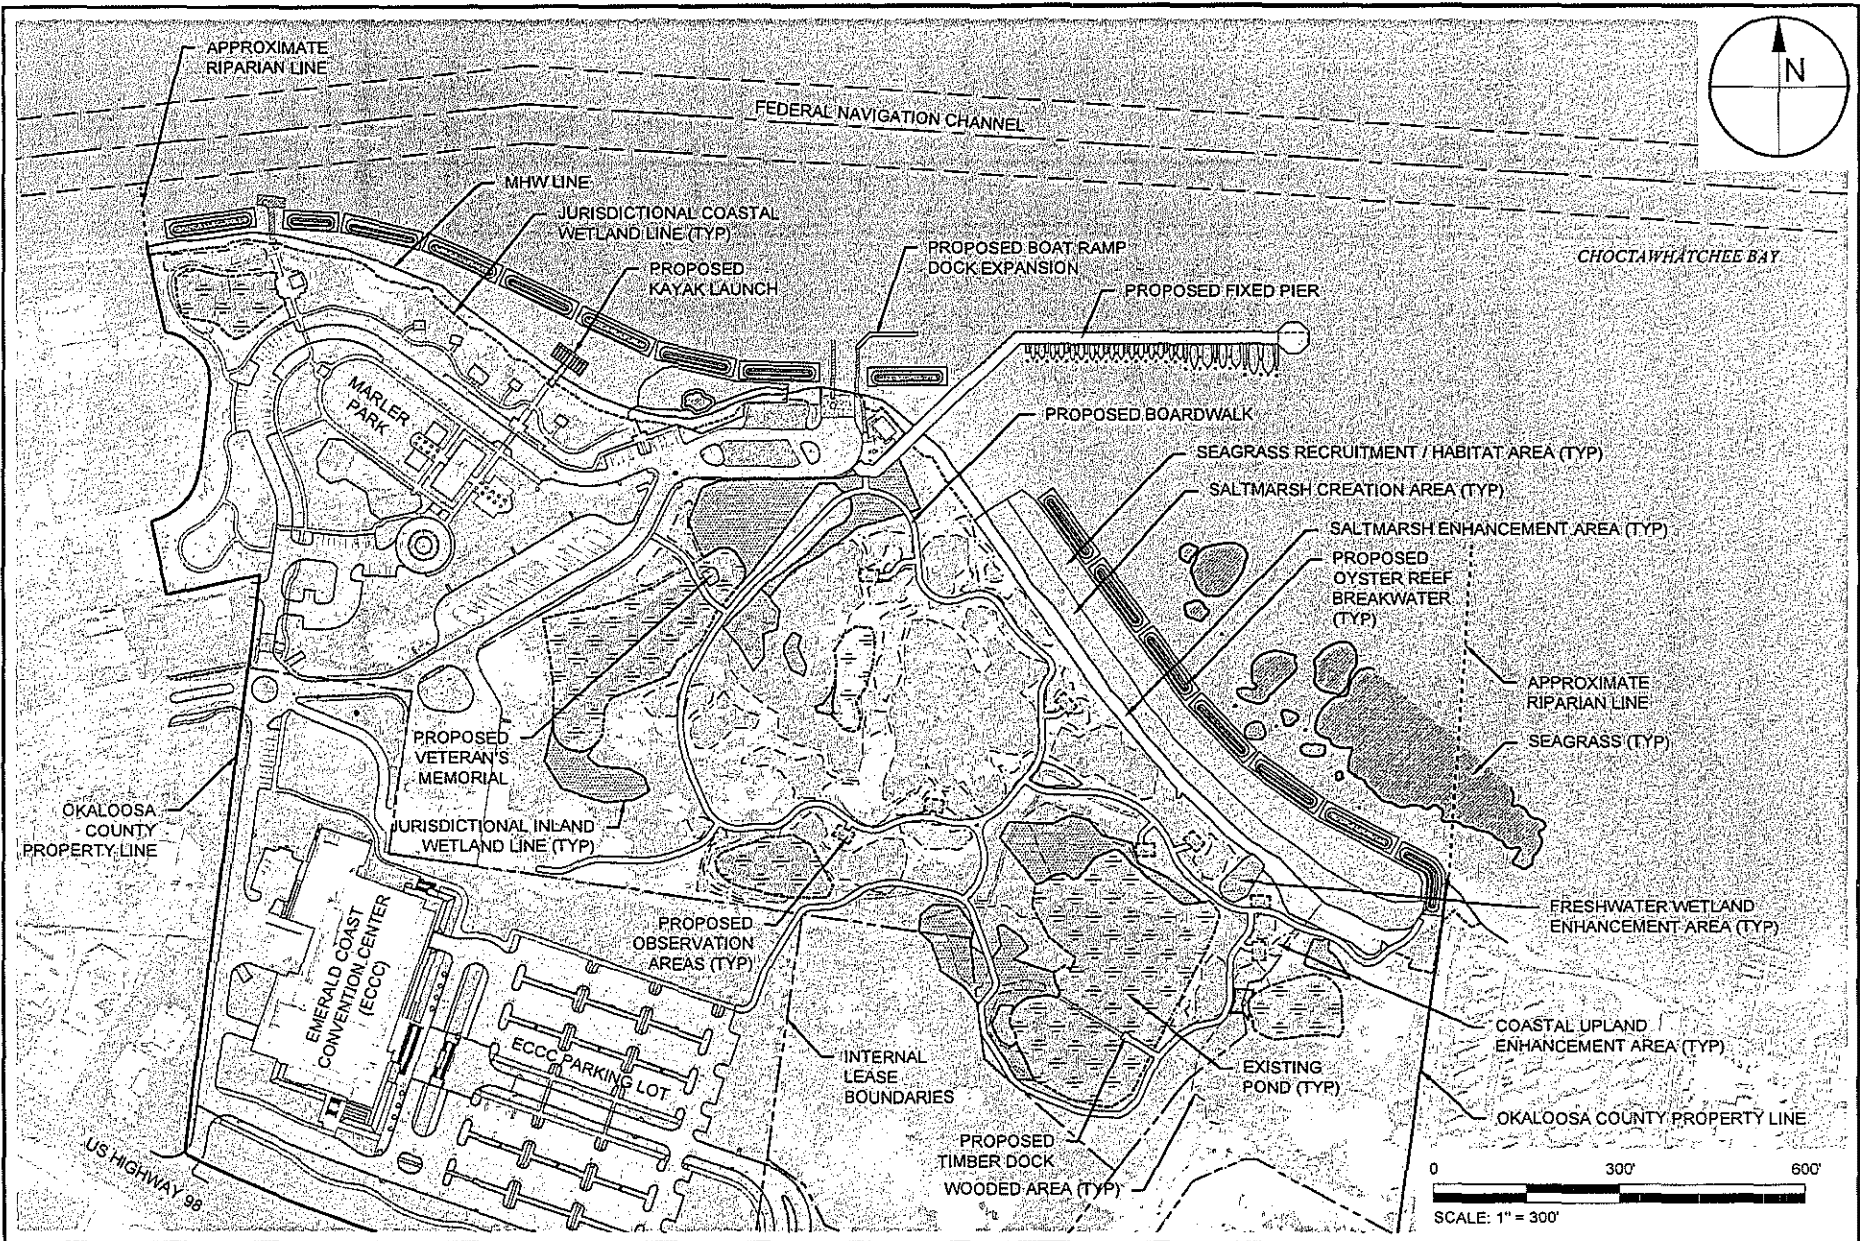 APPROXIMATE
RIPARIAN LINE
N
FEDERAL NAVIGATION CHANNEL
MHW LINE
JURISDICTIONAL COASTAL
WETLAND LINE (TYP)
PROPOSED
KAYAK LAUNCH
PROPOSED BOAT RAMP
DOCK EXPANSION
CHOCTAWHATCHEE BAY
PROPOSED FIXED PIER
MARLER
PARK
PROPOSED BOARDWALK
SEAGRASS RECRUITMENT / HABITAT AREA (TYP)
SALTMARSH CREATION AREA (TYP)
SALTMARSH ENHANCEMENT AREA (TYP)
PROPOSED
OYSTER REEF
BREAKWATER
(TYP)
APPROXIMATE
RIPARIAN LINE
SEAGRASS (TYP)
PROPOSED
VETERAN'S
MEMORIAL
OKALOOSA
COUNTY
PROPERTY LINE
JURISDICTIONAL INLAND
WETLAND LINE (TYP)
PROPOSED
OBSERVATION
AREAS (TYP)
FRESHWATER WETLAND
ENHANCEMENT AREA (TYP)
EMERALD COAST
CONVENTION CENTER
(ECCC)
ECCC PARKING LOT
INTERNAL
LEASE
BOUNDARIES
COASTAL UPLAND
ENHANCEMENT AREA (TYP)
EXISTING
POND (TYP)
OKALOOSA COUNTY PROPERTY LINE
PROPOSED
TIMBER DOCK
WOODED AREA (TYP)
US HIGHWAY 98
0 300' 600'
SCALE: 1" = 300'